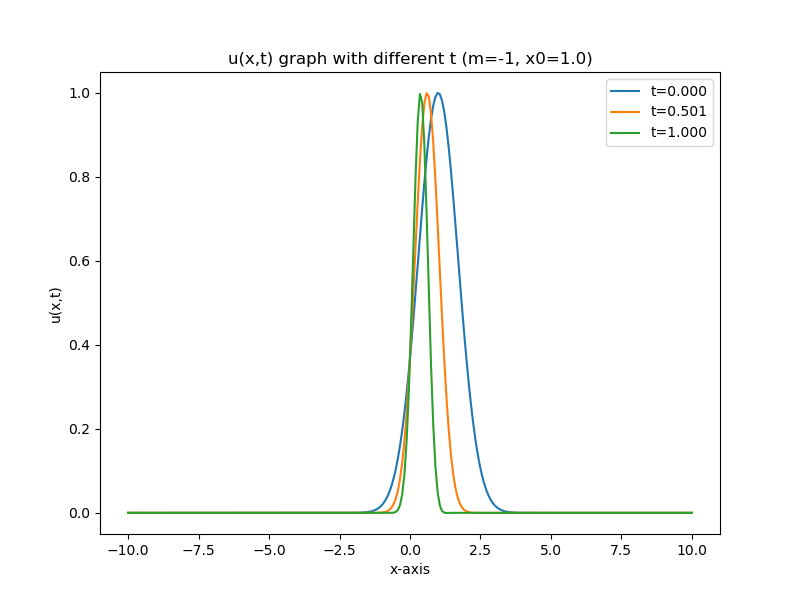 u(x,t) graph with different t (m=-1, x0=1.0)
t=0.000
t=0.501
t=1.000
u(x,t)
1.0
0.8
0.6
0.4
0.2
0.0
−10.0 −7.5 −5.0 −2.5 0.0 2.5 5.0 7.5 10.0
x-axis